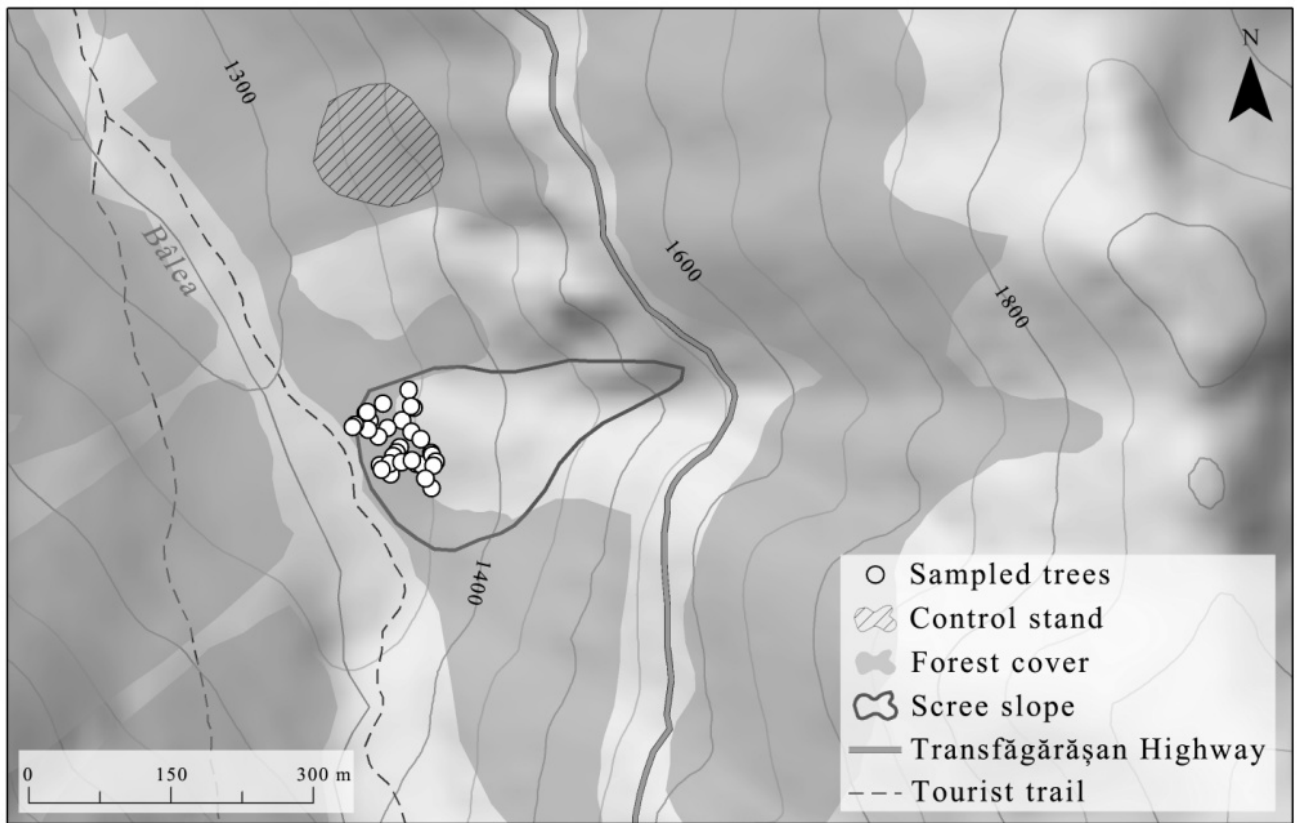 N
1300
Bâlea
1600
1800
1400
Sampled trees
Control stand
Forest cover
Scree slope
Transfăgărășan Highway
Tourist trail
0 150 300 m